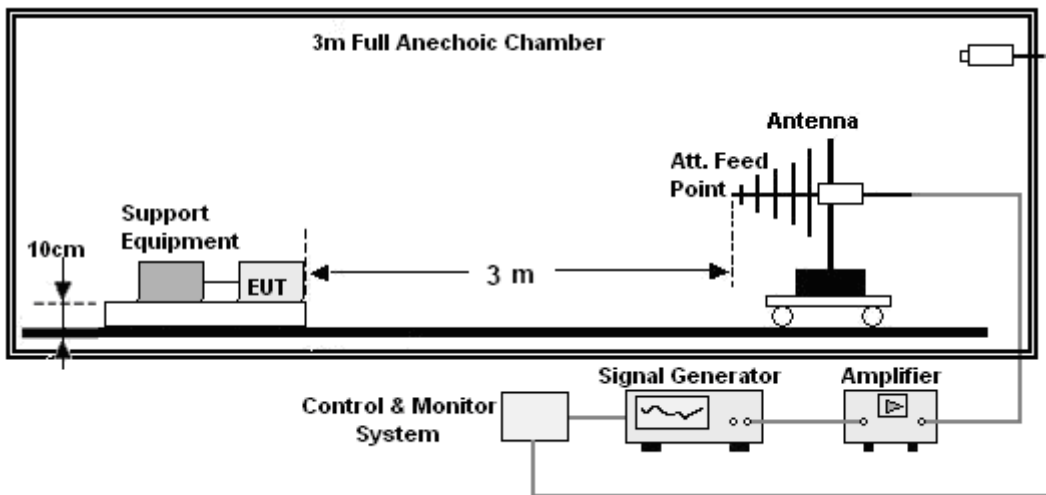 3m Full Anechoic Chamber
Antenna
Att. Feed
Point
Support
Equipment
10cm
EUT
3 m
Signal Generator
Amplifier
Control & Monitor
System